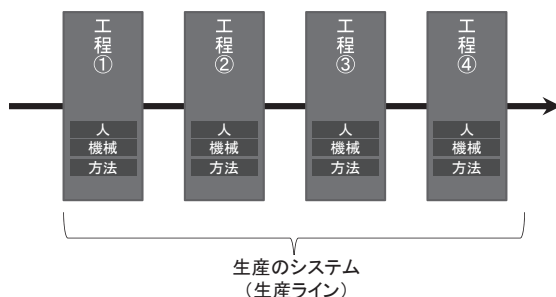 工程①
人
機械
方法
工程②
人
機械
方法
工程③
人
機械
方法
工程④
人
機械
方法
生産のシステム
（生産ライン）